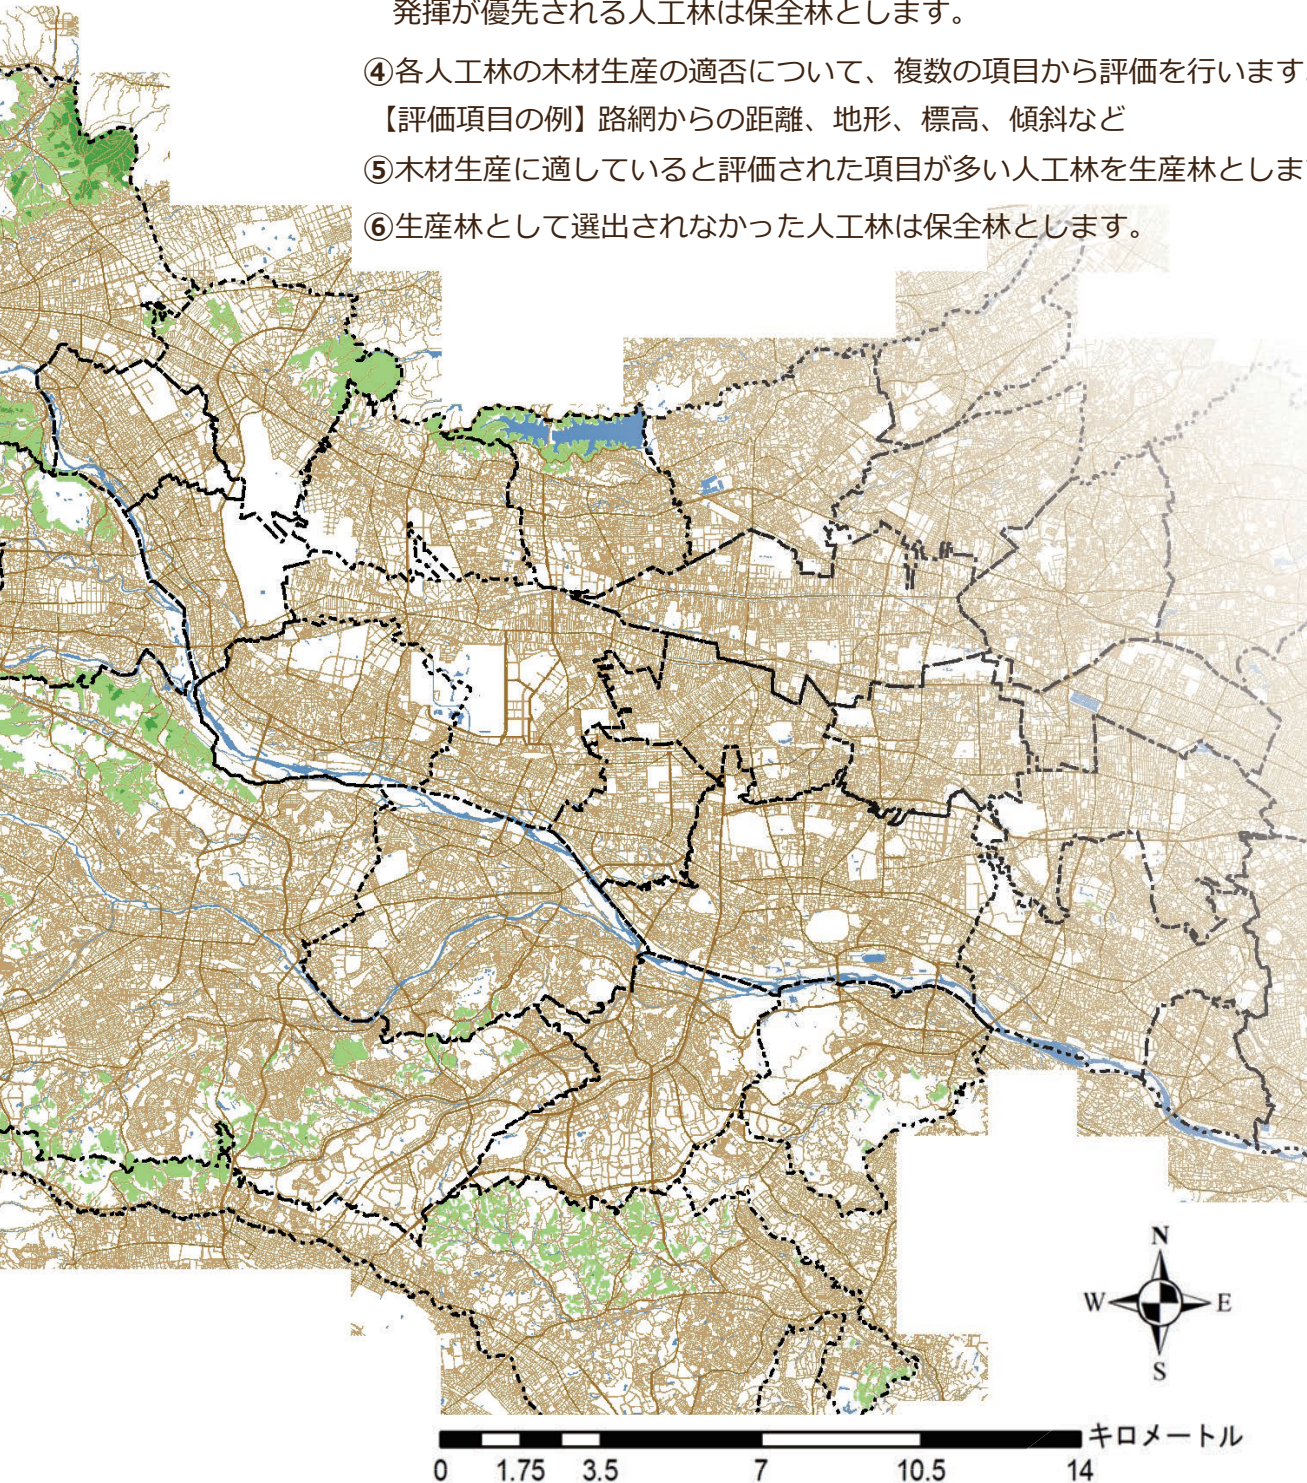 発揮が優先される人工林は保全林とします。
④各人工林の木材生産の適否について、複数の項目から評価を行います
【評価項目の例】路網からの距離、地形、標高、傾斜など
⑤木材生産に適していると評価された項目が多い人工林を生産林としま
⑥生産林として選出されなかった人工林は保全林とします。
N
W E
S
キロメートル
0 1.75 3.5 7 10.5 14